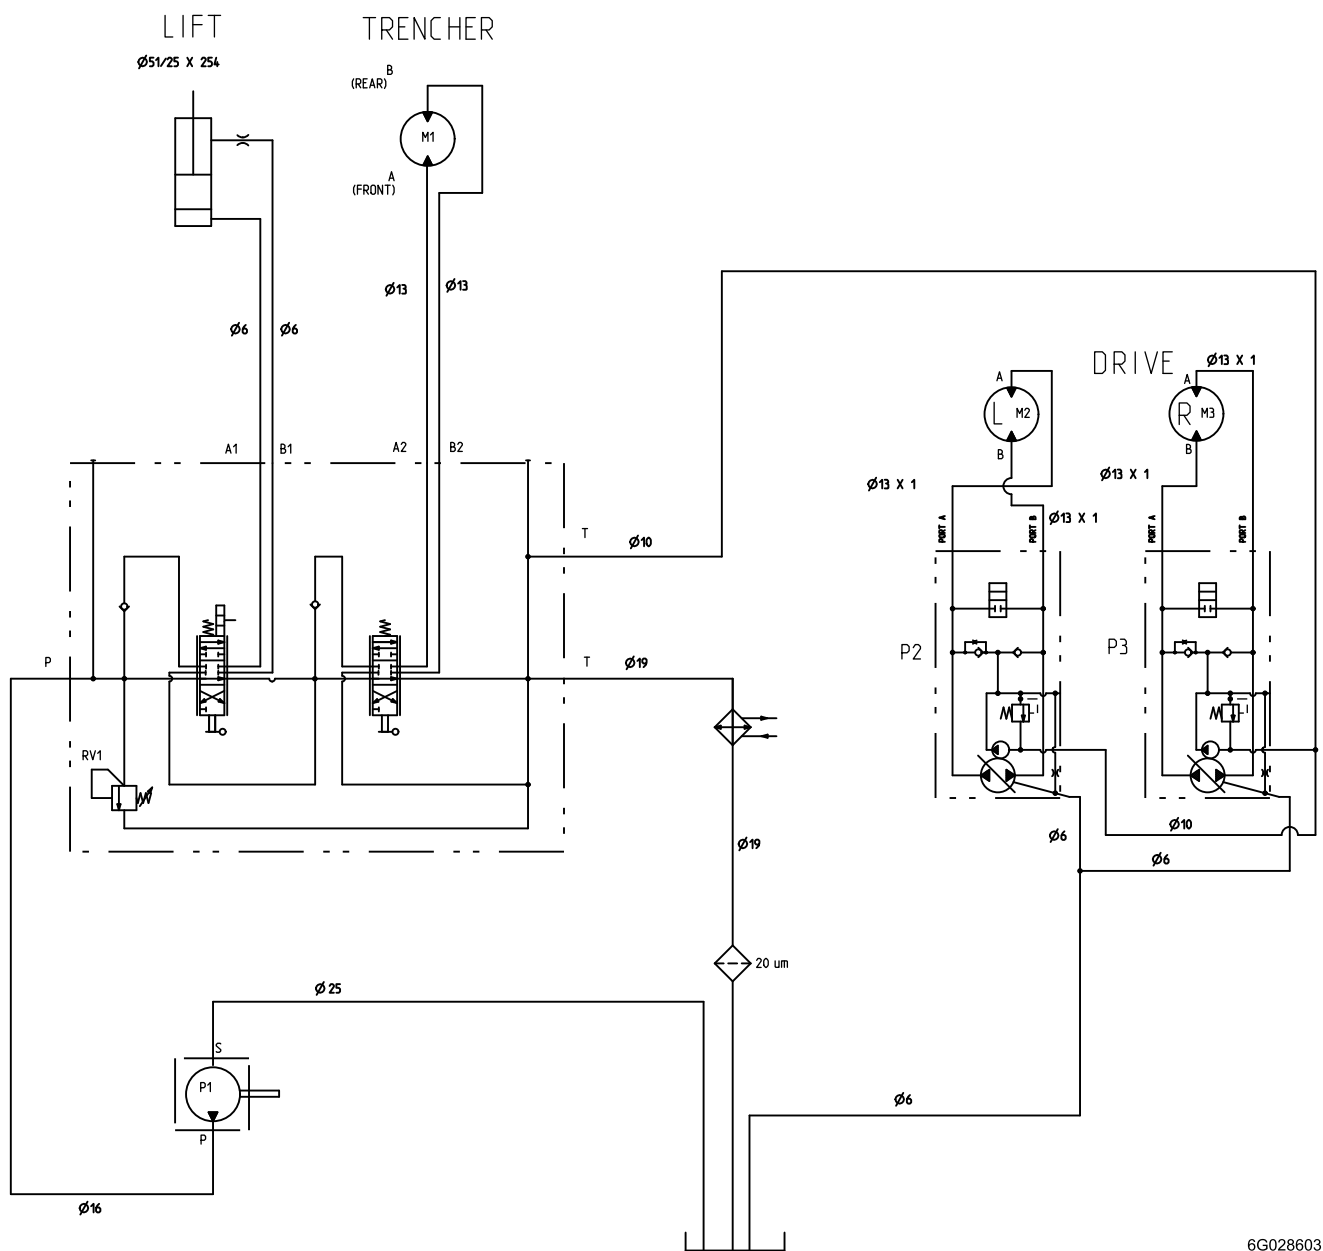 LIFT
TRENCHER
Ø51/25 X 254
B
(REAR)
M1
A
(FRONT)
Ø13
Ø13
Ø6
Ø6
DRIVE
Ø13 X 1
A
A
L
M2
R
M3
B
B
A1
B1
A2
B2
Ø13 X 1
Ø13 X 1
PORT A
PORT B
Ø13 X 1
PORT A
PORT B
T
Ø10
P
T
Ø19
P2
P3
RV1
Ø10
Ø6
Ø19
Ø6
20 um
Ø25
S
P1
P
Ø6
Ø16
6G028603